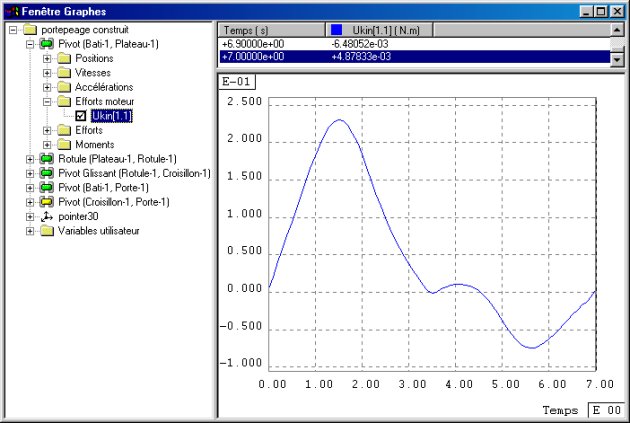 Fenêtre Graphes
portepeage construit
Pivot (Bati-1, Plateau-1)
Positions
Vitesses
Accélérations
Efforts moteur
Ukin[1.1]
Efforts
Moments
Rotule (Plateau-1, Rotule-1)
Pivot Glissant (Rotule-1, Croisillon-1)
Pivot (Bati-1, Porte-1)
Pivot (Croisillon-1, Porte-1)
pointer30
Variables utilisateur
Temps ( s) Ukin[1.1] ( N.m)
+6.90000e+00 -6.48052e-03
+7.00000e+00 +4.87833e-03
E-01
2.500
2.000
1.500
1.000
0.500
0.000
-0.500
-1.000
0.00 1.00 2.00 3.00 4.00 5.00 6.00 7.00
Temps E 00